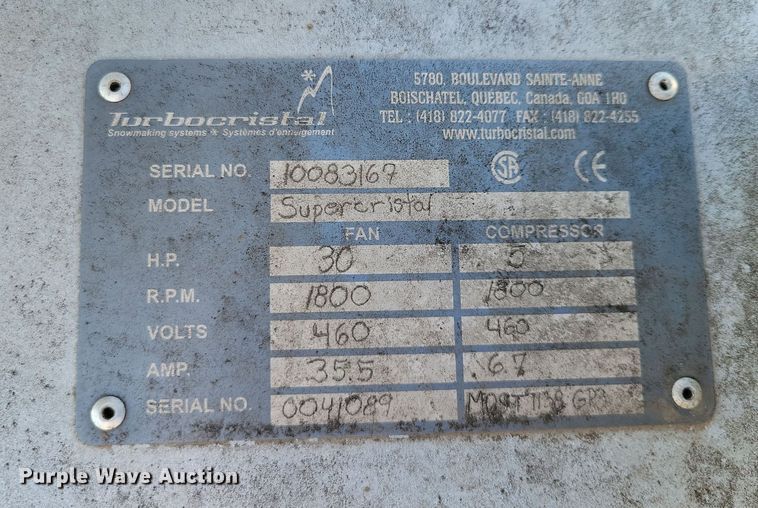 5780, BOULEVARD SAINTE-ANNE
BOISCHATEL, QUÉBEC, Canada, G0A 1H0
TEL : (418) 822-4077 FAX : (418) 822-4255
www.turbocristal.com
Turbocristal
Snowmaking systems * Systèmes d'enneigement
SERIAL NO. 10083167
SA CE
MODEL Supercristal
FAN COMPRESSOR
H.P. 30 5
R.P.M. 1800 1800
VOLTS 460 460
AMP. 35.5 6.7
SERIAL NO. 0041089
Purple Wave Auction